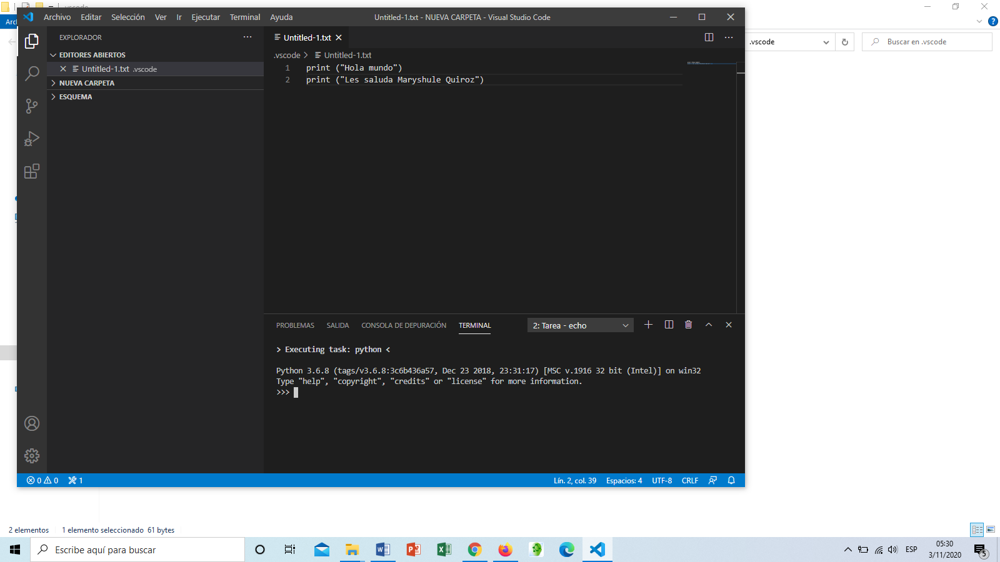 .vscode
Archivo Editar Selección Ver Ir Ejecutar Terminal Ayuda
Untitled-1.txt - NUEVA CARPETA - Visual Studio Code
EXPLORADOR
EDITORES ABIERTOS
Untitled-1.txt .vscode
NUEVA CARPETA
ESQUEMA
Untitled-1.txt
.vscode > Untitled-1.txt
1 print ("Hola mundo")
2 print ("Les saluda Maryshule Quiroz")
.vscode
Buscar en .vscode
PROBLEMAS SALIDA CONSOLA DE DEPURACIÓN TERMINAL
2: Tarea - echo
> Executing task: python <
Python 3.6.8 (tags/v3.6.8:3c6b436a57, Dec 23 2018, 23:31:17) [MSC v.1916 32 bit (Intel)] on win32
Type "help", "copyright", "credits" or "license" for more information.
>>>
0 0 1
Lín. 2, col. 39 Espacios: 4 UTF-8 CRLF
2 elementos 1 elemento seleccionado 61 bytes
Escribe aquí para buscar
ESP
05:30
3/11/2020
5